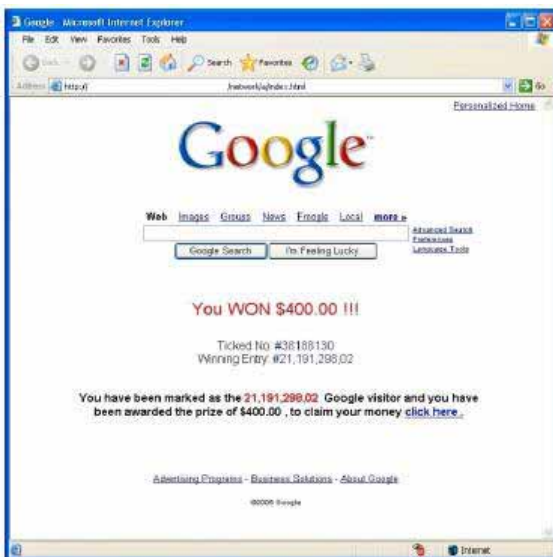 Google - Microsoft Internet Explorer
File Edit View Favorites Tools Help
Back Search Favorites
Address http:// /network/a/index.html Go
Personalized Home
Google™
Web Images Groups News Froogle Local more »
Advanced Search
Preferences
Language Tools
Google Search I'm Feeling Lucky
You WON $400.00 !!!
Ticked No. #38188130
Winning Entry: #21,191,298,02
You have been marked as the 21,191,298,02 Google visitor and you have
been awarded the prize of $400.00 , to claim your money click here .
Advertising Programs - Business Solutions - About Google
Google
Internet